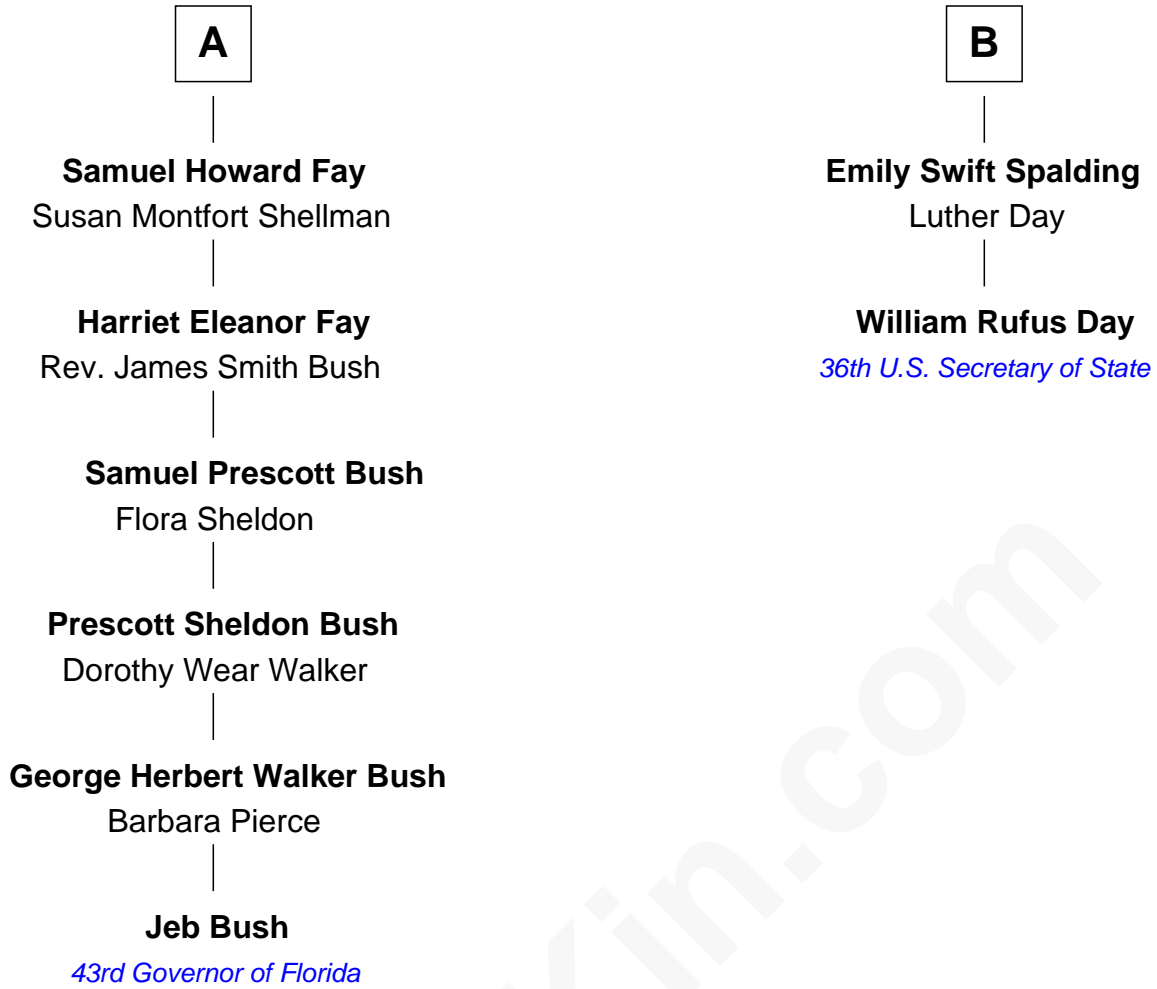 A
Samuel Howard Fay
Susan Montfort Shellman
Harriet Eleanor Fay
Rev. James Smith Bush
Samuel Prescott Bush
Flora Sheldon
Prescott Sheldon Bush
Dorothy Wear Walker
George Herbert Walker Bush
Barbara Pierce
Jeb Bush
43rd Governor of Florida
B
Emily Swift Spalding
Luther Day
William Rufus Day
36th U.S. Secretary of State
Kin.com